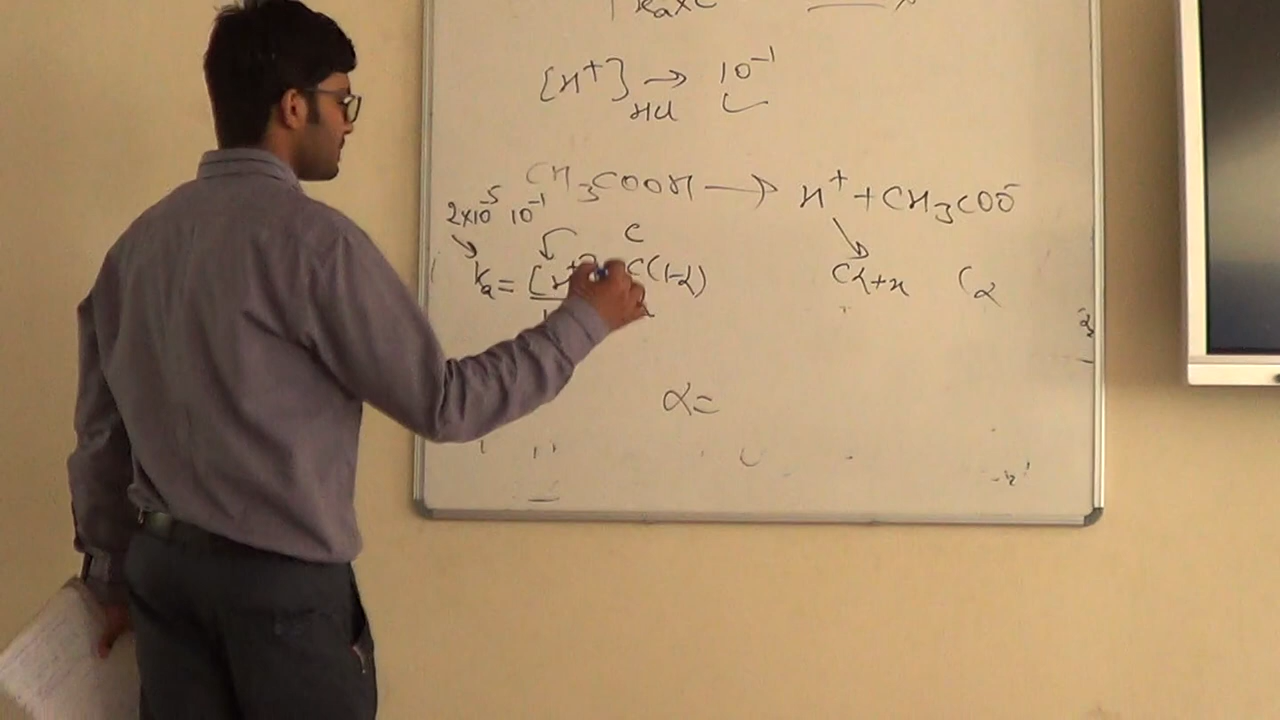 [H+] → 10⁻¹
HCl
CH₃COOH → H⁺ + CH₃COO⁻
2×10⁻⁵ 10⁻¹
C
Ka = [H+ C(1-α) Cα+x Cα
α =